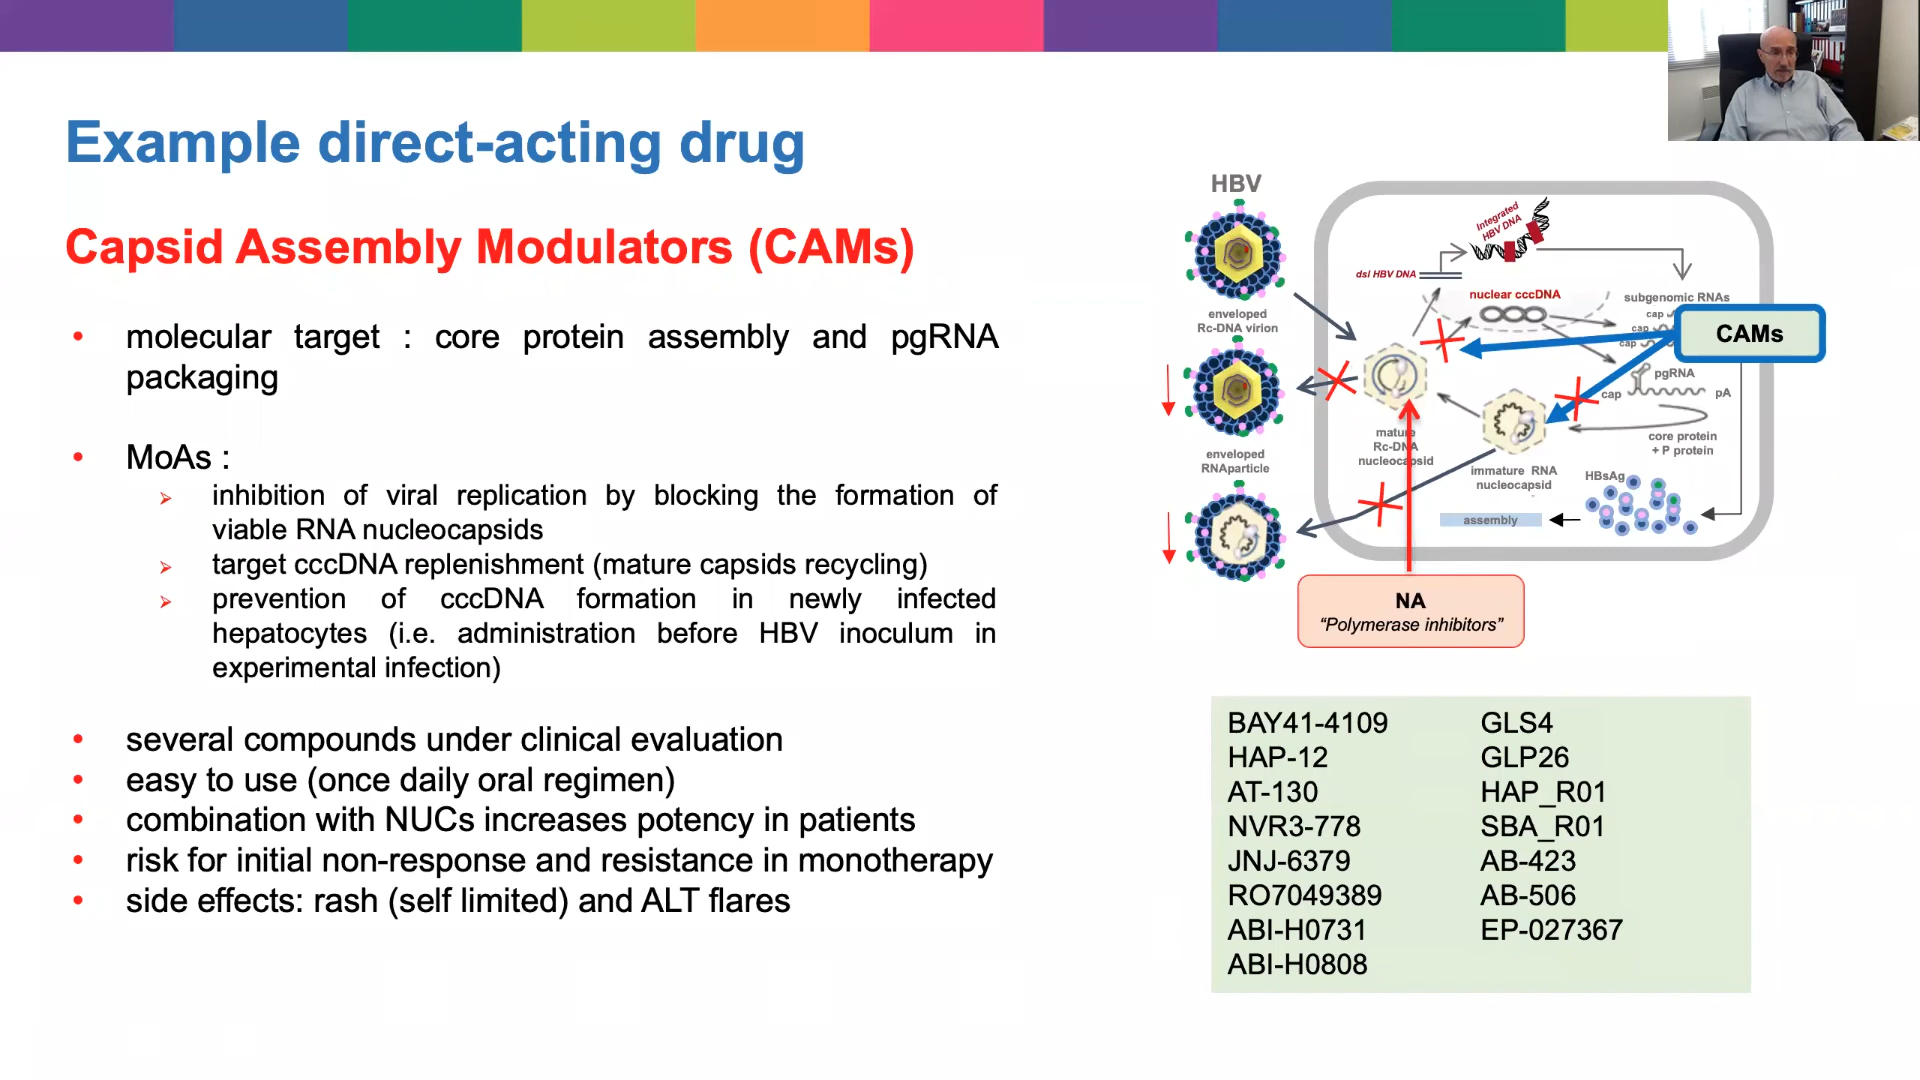 Example direct-acting drug
Capsid Assembly Modulators (CAMs)
• molecular target : core protein assembly and pgRNA
packaging
• MoAs :
➢ inhibition of viral replication by blocking the formation of
viable RNA nucleocapsids
➢ target cccDNA replenishment (mature capsids recycling)
➢ prevention of cccDNA formation in newly infected
hepatocytes (i.e. administration before HBV inoculum in
experimental infection)
• several compounds under clinical evaluation
• easy to use (once daily oral regimen)
• combination with NUCs increases potency in patients
• risk for initial non-response and resistance in monotherapy
• side effects: rash (self limited) and ALT flares
HBV
enveloped
Rc-DNA virion
enveloped
RNAparticle
Integrated
HBV DNA
dsl HBV DNA
nuclear cccDNA
subgenomic RNAs
cap
cap
cap
CAMs
pgRNA
cap
pA
core protein
+ P protein
mature
Rc-DNA
nucleocapsid
immature RNA
nucleocapsid
HBsAg
assembly
NA
“Polymerase inhibitors”
BAY41-4109
HAP-12
AT-130
NVR3-778
JNJ-6379
RO7049389
ABI-H0731
ABI-H0808
GLS4
GLP26
HAP_R01
SBA_R01
AB-423
AB-506
EP-027367